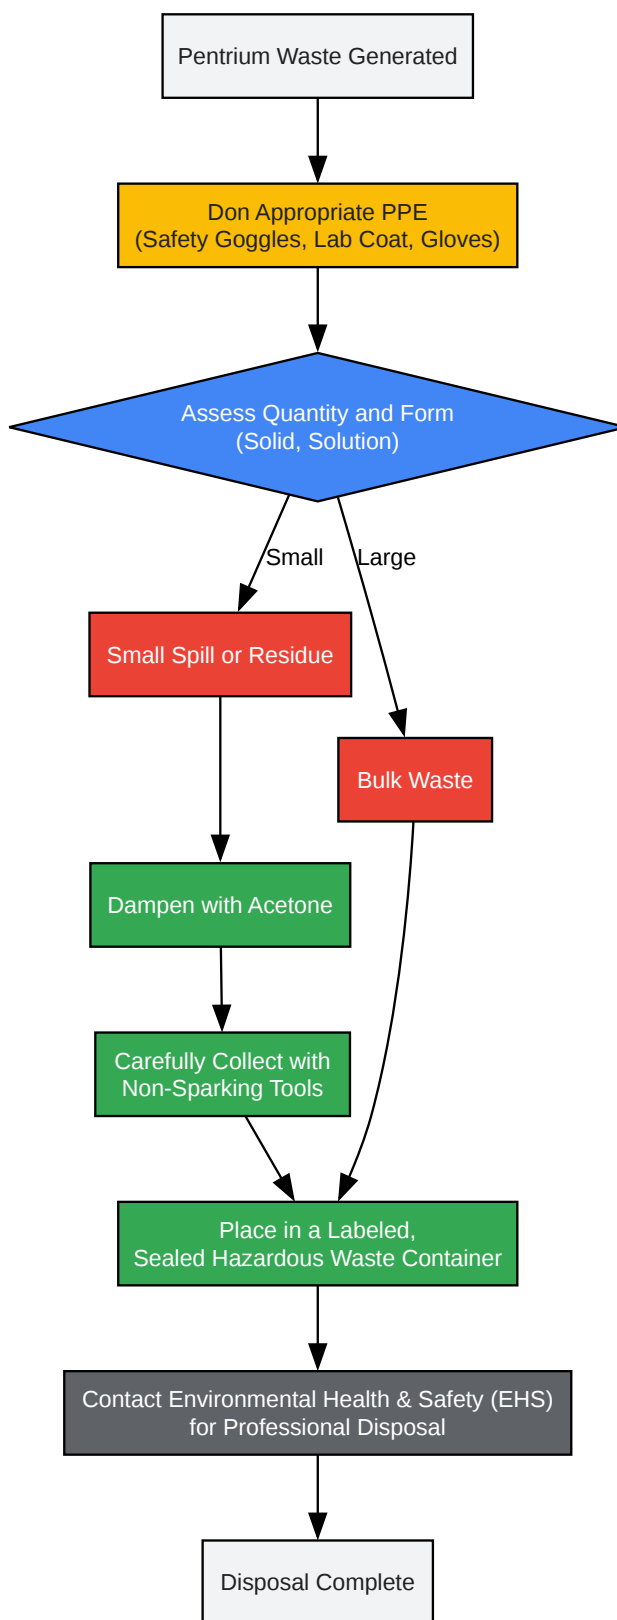 Pentrium Waste Generated
Don Appropriate PPE
(Safety Goggles, Lab Coat, Gloves)
Assess Quantity and Form
(Solid, Solution)
Small
Large
Small Spill or Residue
Bulk Waste
Dampen with Acetone
Carefully Collect with
Non-Sparking Tools
Place in a Labeled,
Sealed Hazardous Waste Container
Contact Environmental Health & Safety (EHS)
for Professional Disposal
Disposal Complete